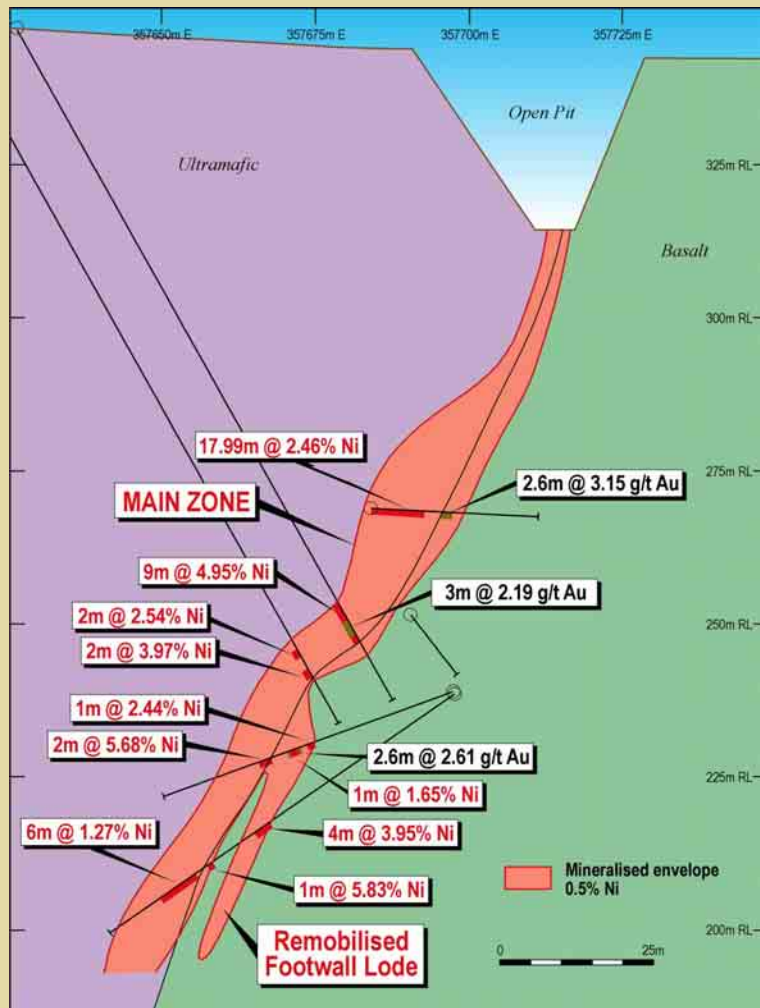 357650m E
357675m E
357700m E
357725m E
Open Pit
Ultramafic
325m RL
Basalt
300m RL
17.99m @ 2.46% Ni
275m RL
2.6m @ 3.15 g/t Au
MAIN ZONE
9m @ 4.95% Ni
3m @ 2.19 g/t Au
2m @ 2.54% Ni
250m RL
2m @ 3.97% Ni
1m @ 2.44% Ni
2m @ 5.68% Ni
2.6m @ 2.61 g/t Au
225m RL
1m @ 1.65% Ni
6m @ 1.27% Ni
4m @ 3.95% Ni
Mineralised envelope
0.5% Ni
1m @ 5.83% Ni
Remobilised
Footwall Lode
200m RL
0
25m